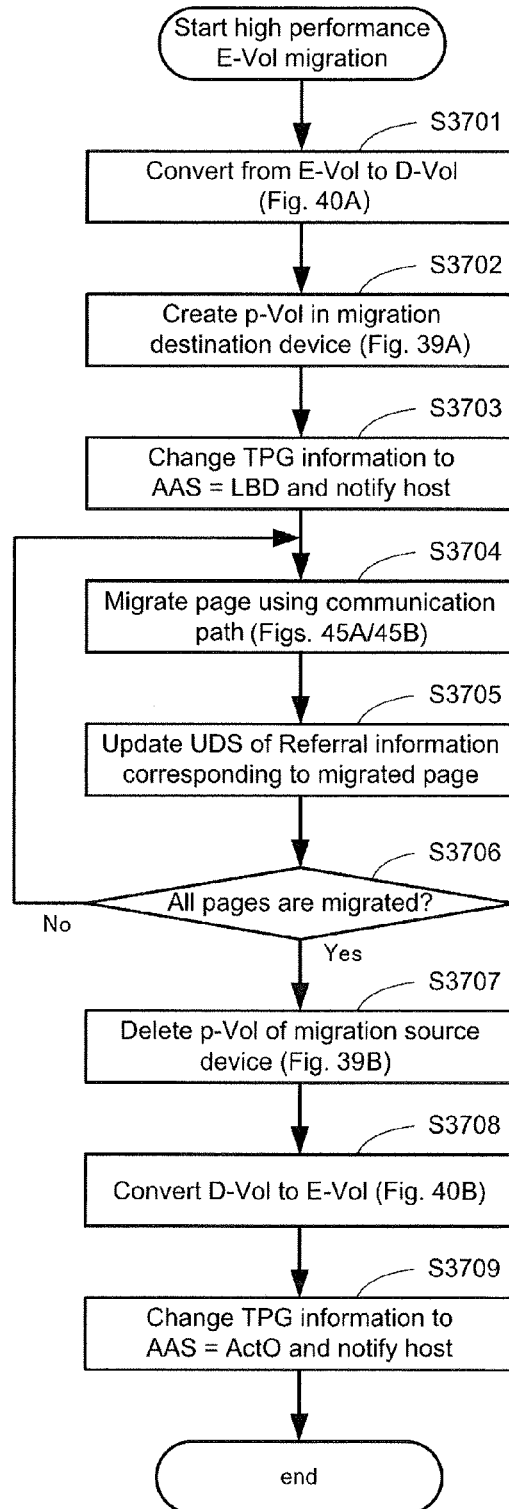 Start high performance
E-Vol migration
S3701
Convert from E-Vol to D-Vol
(Fig. 40A)
S3702
Create p-Vol in migration
destination device (Fig. 39A)
S3703
Change TPG information to
AAS = LBD and notify host
S3704
Migrate page using communication
path (Figs. 45A/45B)
S3705
Update UDS of Referral information
corresponding to migrated page
S3706
All pages are migrated?
No
Yes
S3707
Delete p-Vol of migration source
device (Fig. 39B)
S3708
Convert D-Vol to E-Vol (Fig. 40B)
S3709
Change TPG information to
AAS = ActO and notify host
end